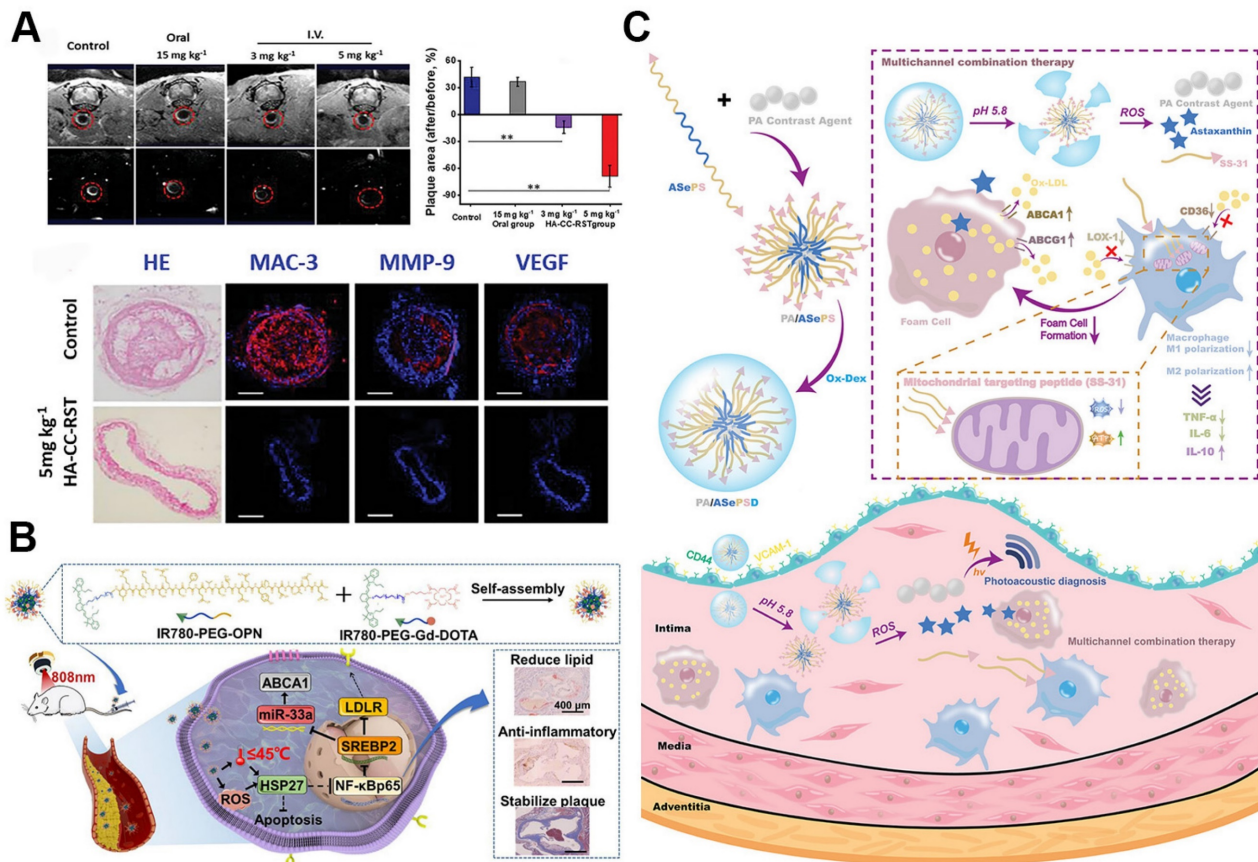 A
Control
Oral
15 mg kg⁻¹
I.V.
3 mg kg⁻¹
5 mg kg⁻¹
Plaque area (after/before, %)
60
30
0
-30
-60
-90
**
**
Control
15 mg kg⁻¹
Oral group
3 mg kg⁻¹
5 mg kg⁻¹
HA-CC-RST group
HE
MAC-3
MMP-9
VEGF
Control
5mg kg⁻¹
HA-CC-RST
B
Self-assembly
IR780-PEG-OPN
+
IR780-PEG-Gd-DOTA
808nm
ABCA1
miR-33a
LDLR
SREBP2
≤45℃
HSP27
NF-κBp65
ROS
Apoptosis
Reduce lipid
400 μm
Anti-inflammatory
Stabilize plaque
C
ASePS
+
PA Contrast Agent
PA/ASePS
Ox-Dex
PA/ASePSD
Multichannel combination therapy
pH 5.8
ROS
PA Contrast Agent
Astaxanthin
SS-31
Ox-LDL
ABCA1
ABCG1
CD36
LOX-1
Foam Cell
Foam Cell
Formation
Macrophage
M1 polarization
M2 polarization
TNF-α
IL-6
IL-10
Mitochondrial targeting peptide (SS-31)
ROS
CD44
VCAM-1
hv
Photoacoustic diagnosis
pH 5.8
ROS
Multichannel combination therapy
Intima
Media
Adventitia